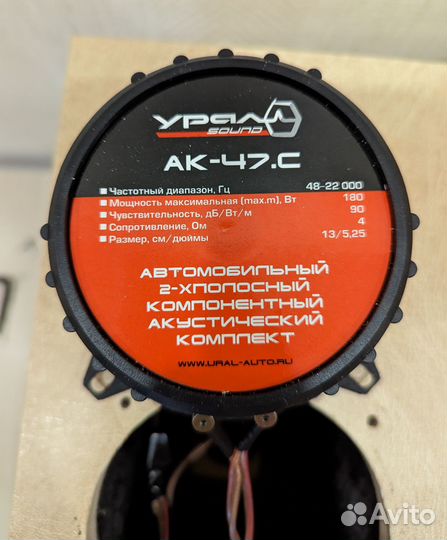 УРАЛ
SOUND
АК-47.С
Частотный диапазон, Гц 48-22 000
Мощность максимальная (max.m), Вт 180
Чувствительность, дБ/Вт/м 90
Сопротивление, Ом 4
Размер, см/дюймы 13/5,25
АВТОМОБИЛЬНЫЙ
2-ХПОЛОСНЫЙ
КОМПОНЕНТНЫЙ
АКУСТИЧЕСКИЙ
КОМПЛЕКТ
WWW.URAL-AUTO.RU
Avito